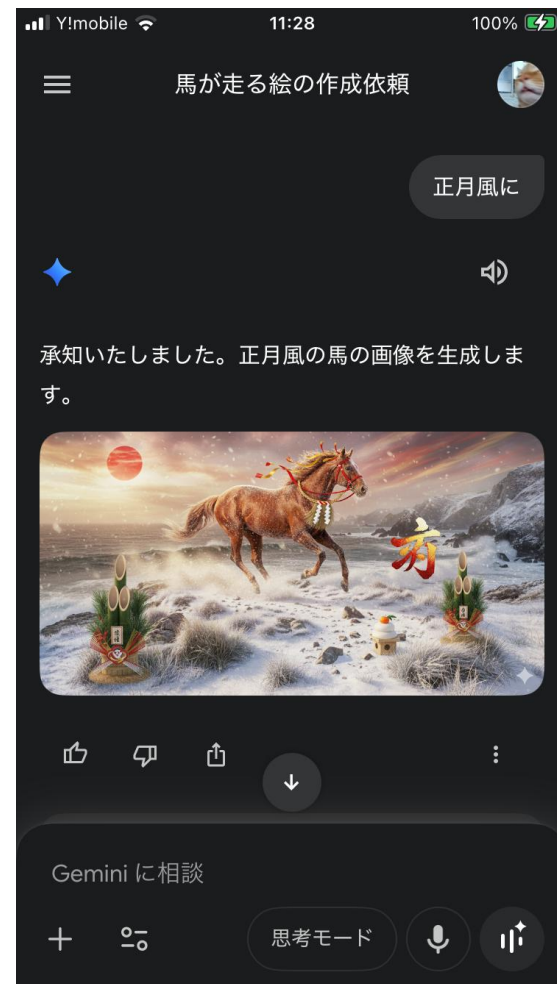 Y!mobile
11:28
100%
馬が走る絵の作成依頼
正月風に
承知いたしました。正月風の馬の画像を生成しま
す。
Gemini に相談
思考モード